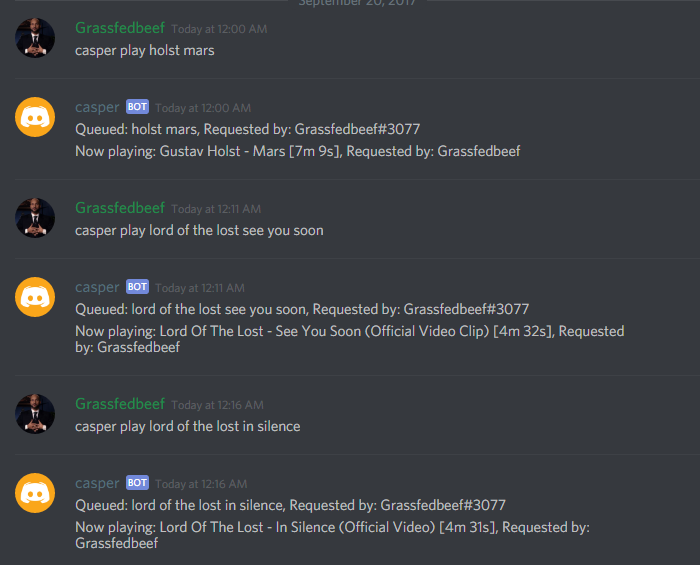 September 20, 2017
Grassfedbeef Today at 12:00 AM
casper play holst mars
casper BOT Today at 12:00 AM
Queued: holst mars, Requested by: Grassfedbeef#3077
Now playing: Gustav Holst - Mars [7m 9s], Requested by: Grassfedbeef
Grassfedbeef Today at 12:11 AM
casper play lord of the lost see you soon
casper BOT Today at 12:11 AM
Queued: lord of the lost see you soon, Requested by: Grassfedbeef#3077
Now playing: Lord Of The Lost - See You Soon (Official Video Clip) [4m 32s], Requested
by: Grassfedbeef
Grassfedbeef Today at 12:16 AM
casper play lord of the lost in silence
casper BOT Today at 12:16 AM
Queued: lord of the lost in silence, Requested by: Grassfedbeef#3077
Now playing: Lord Of The Lost - In Silence (Official Video) [4m 31s], Requested by:
Grassfedbeef